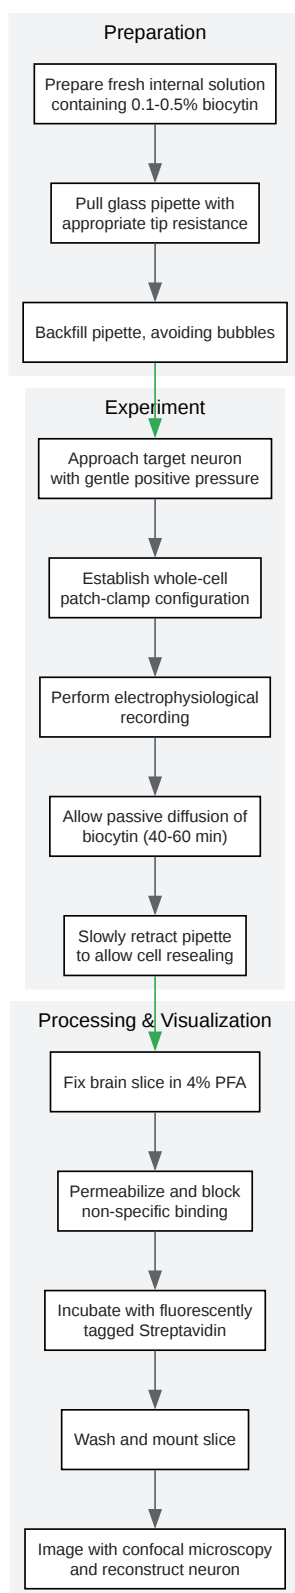 Preparation
Prepare fresh internal solution
containing 0.1-0.5% biocytin
Pull glass pipette with
appropriate tip resistance
Backfill pipette, avoiding bubbles
Experiment
Approach target neuron
with gentle positive pressure
Establish whole-cell
patch-clamp configuration
Perform electrophysiological
recording
Allow passive diffusion of
biocytin (40-60 min)
Slowly retract pipette
to allow cell resealing
Processing & Visualization
Fix brain slice in 4% PFA
Permeabilize and block
non-specific binding
Incubate with fluorescently
tagged Streptavidin
Wash and mount slice
Image with confocal microscopy
and reconstruct neuron